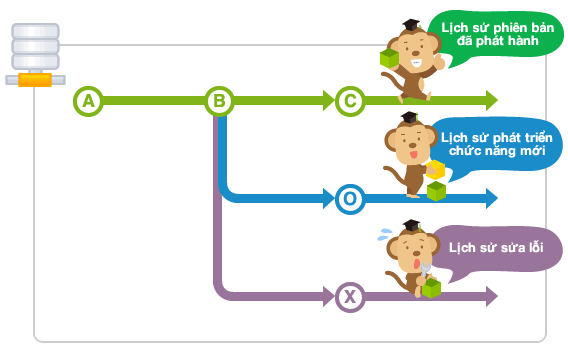 Lịch sử phiên bản
đã phát hành
A
B
C
Lịch sử phát triển
chức năng mới
O
Lịch sử sửa lỗi
X